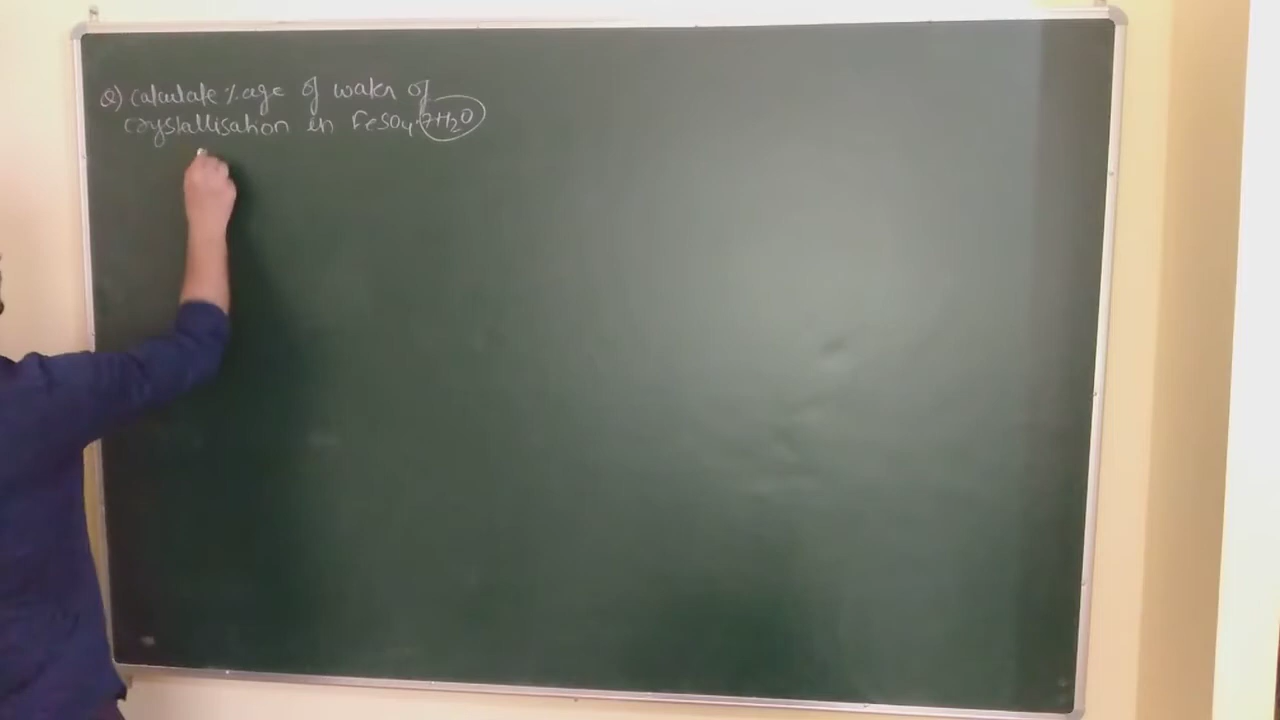 Q) Calculate %age of water of
crystallisation in FeSO4.7H2O